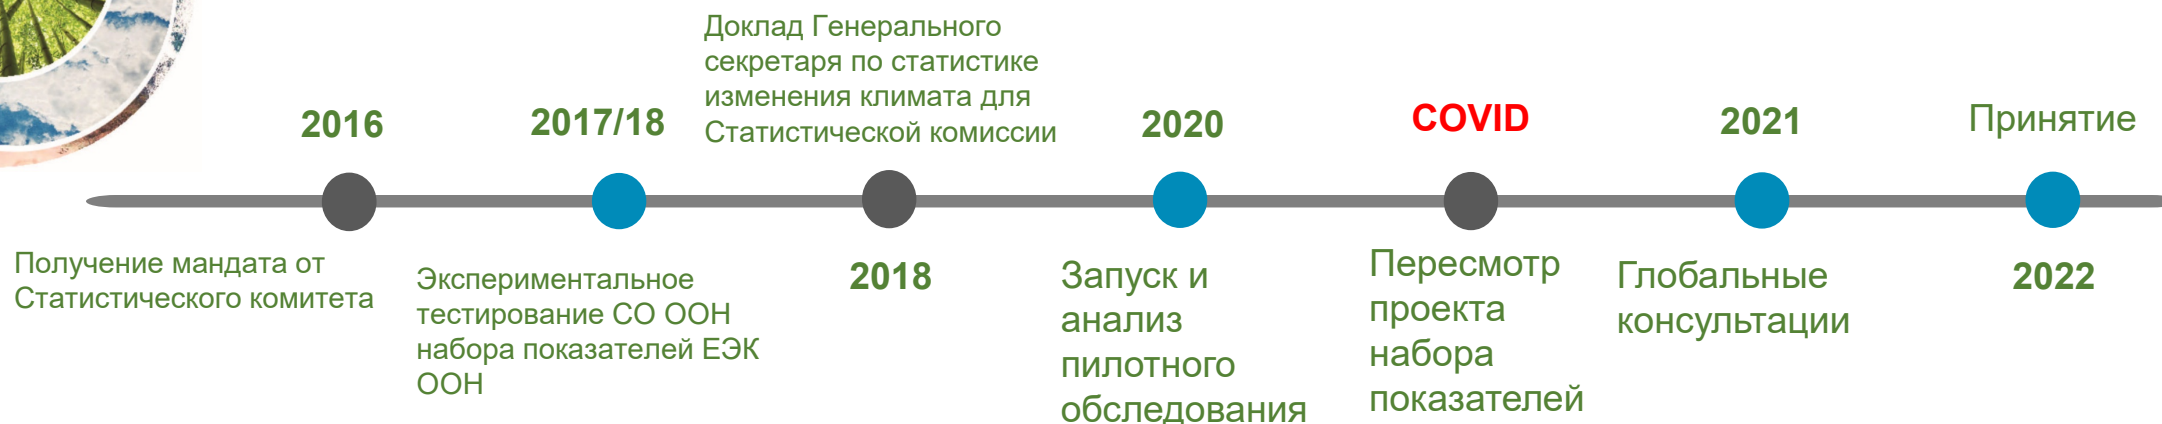 2016
Получение мандата от
Статистического комитета
2017/18
Экспериментальное
тестирование СО ООН
набора показателей ЕЭК
ООН
Доклад Генерального
секретаря по статистике
изменения климата для
Статистической комиссии
2018
2020
Запуск и
анализ
пилотного
обследования
COVID
Пересмотр
проекта
набора
показателей
2021
Глобальные
консультации
Принятие
2022